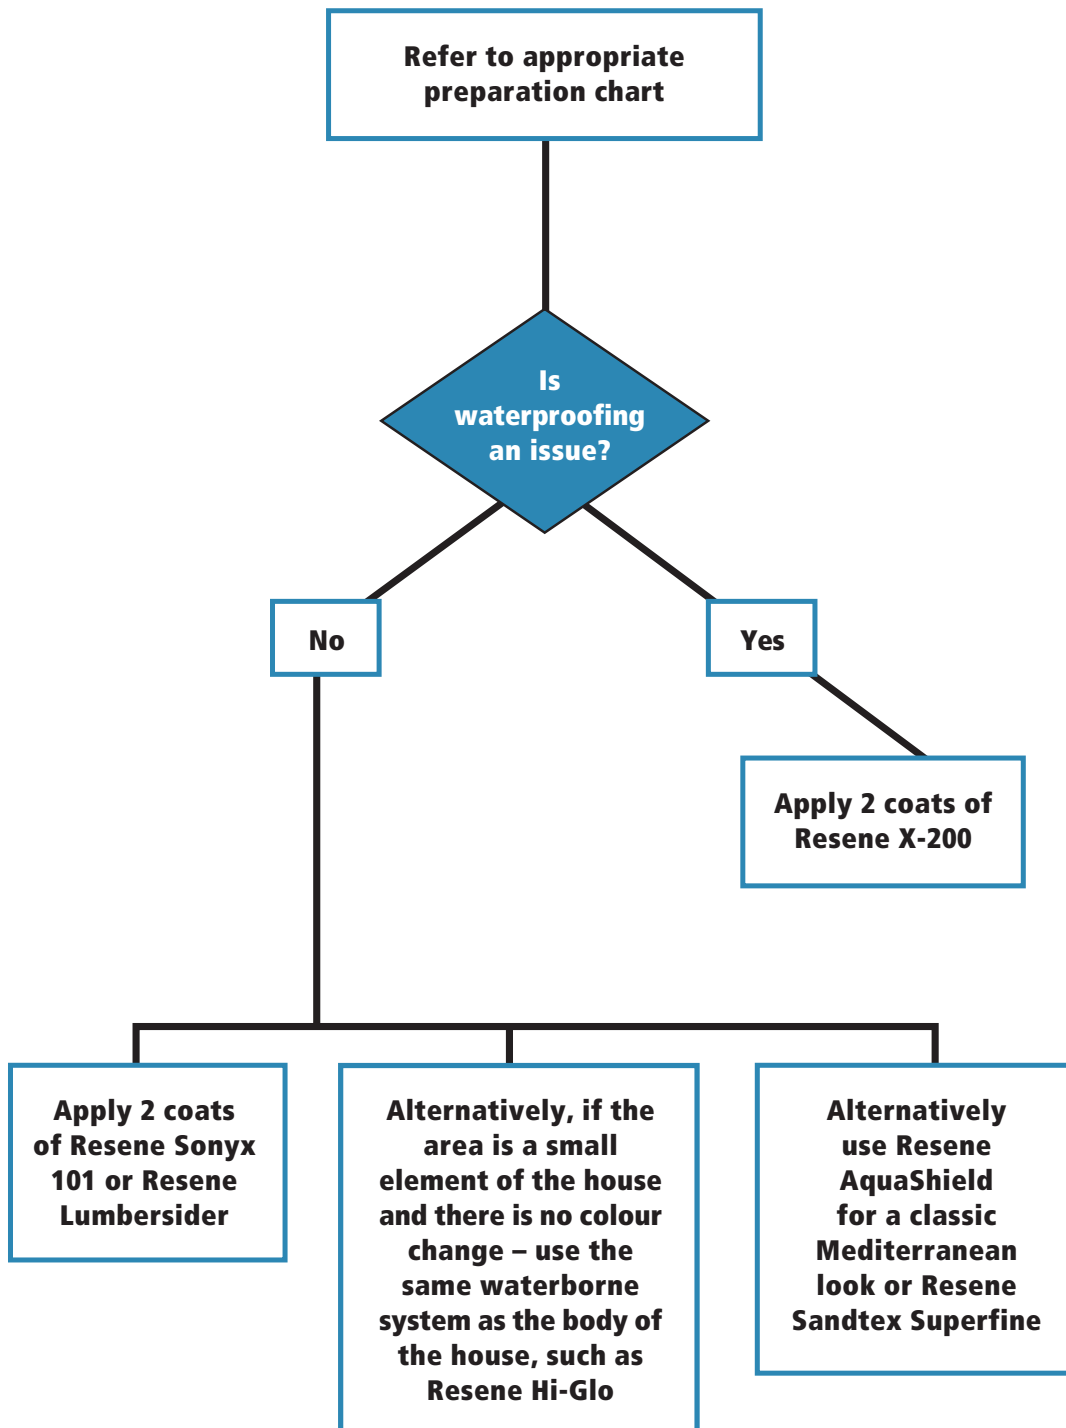 Refer to appropriate
preparation chart
Is
waterproofing
an issue?
No
Yes
Apply 2 coats of
Resene X-200
Apply 2 coats
of Resene Sonyx
101 or Resene
Lumbersider
Alternatively, if the
area is a small
element of the house
and there is no colour
change – use the
same waterborne
system as the body of
the house, such as
Resene Hi-Glo
Alternatively
use Resene
AquaShield
for a classic
Mediterranean
look or Resene
Sandtex Superfine